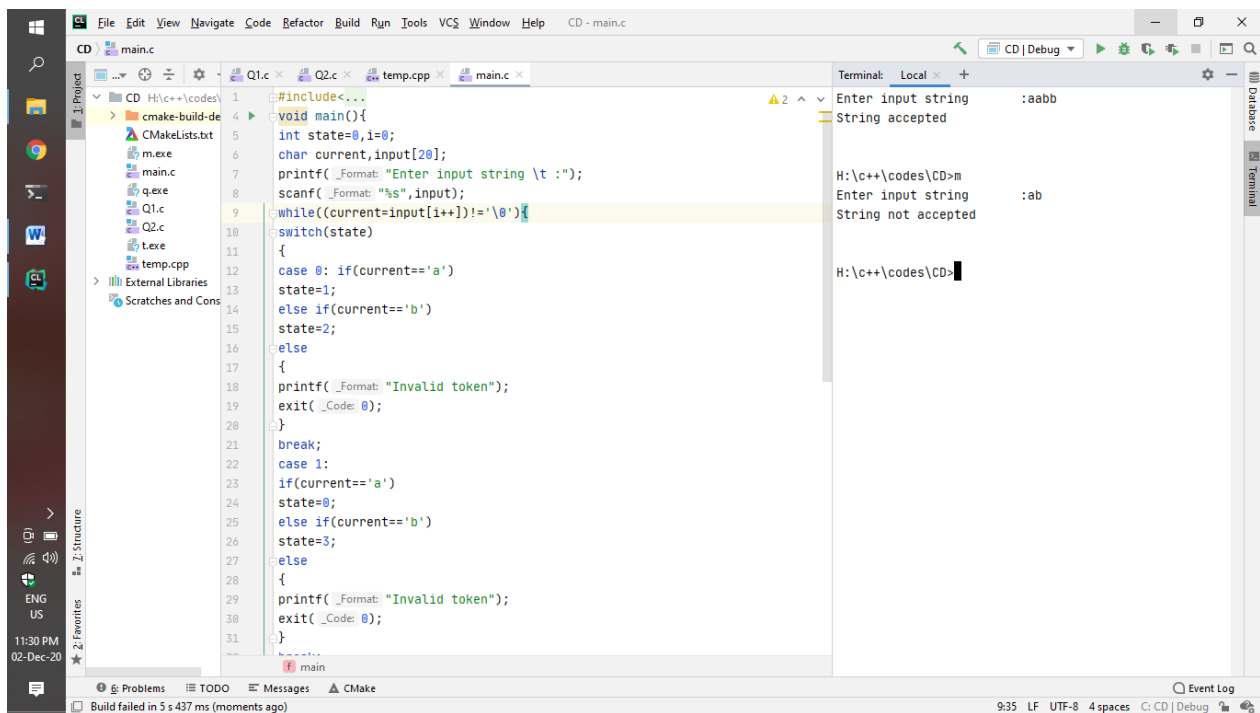 File Edit View Navigate Code Refactor Build Run Tools VCS Window Help CD - main.c
CD main.c
CD | Debug
1: Project
...
Q1.c
Q2.c
temp.cpp
main.c
CD H:\c++\codes\
cmake-build-de
CMakeLists.txt
m.exe
main.c
q.exe
Q1.c
Q2.c
t.exe
temp.cpp
External Libraries
Scratches and Cons
1 #include<...
4 void main(){
5 int state=0,i=0;
6 char current,input[20];
7 printf( _Format: "Enter input string \t :");
8 scanf( _Format: "%s",input);
9 while((current=input[i++])!='\0'){
10 switch(state)
11 {
12 case 0: if(current=='a')
13 state=1;
14 else if(current=='b')
15 state=2;
16 else
17 {
18 printf( _Format: "Invalid token");
19 exit( _Code: 0);
20 }
21 break;
22 case 1:
23 if(current=='a')
24 state=0;
25 else if(current=='b')
26 state=3;
27 else
28 {
29 printf( _Format: "Invalid token");
30 exit( _Code: 0);
31 }
f main
2
Terminal: Local +
Enter input string :aabb
String accepted
H:\c++\codes\CD>m
Enter input string :ab
String not accepted
H:\c++\codes\CD>
Database
Terminal
Z: Structure
2: Favorites
ENG
US
11:30 PM
02-Dec-20
6: Problems TODO Messages CMake Event Log
Build failed in 5 s 437 ms (moments ago) 9:35 LF UTF-8 4 spaces C: CD | Debug